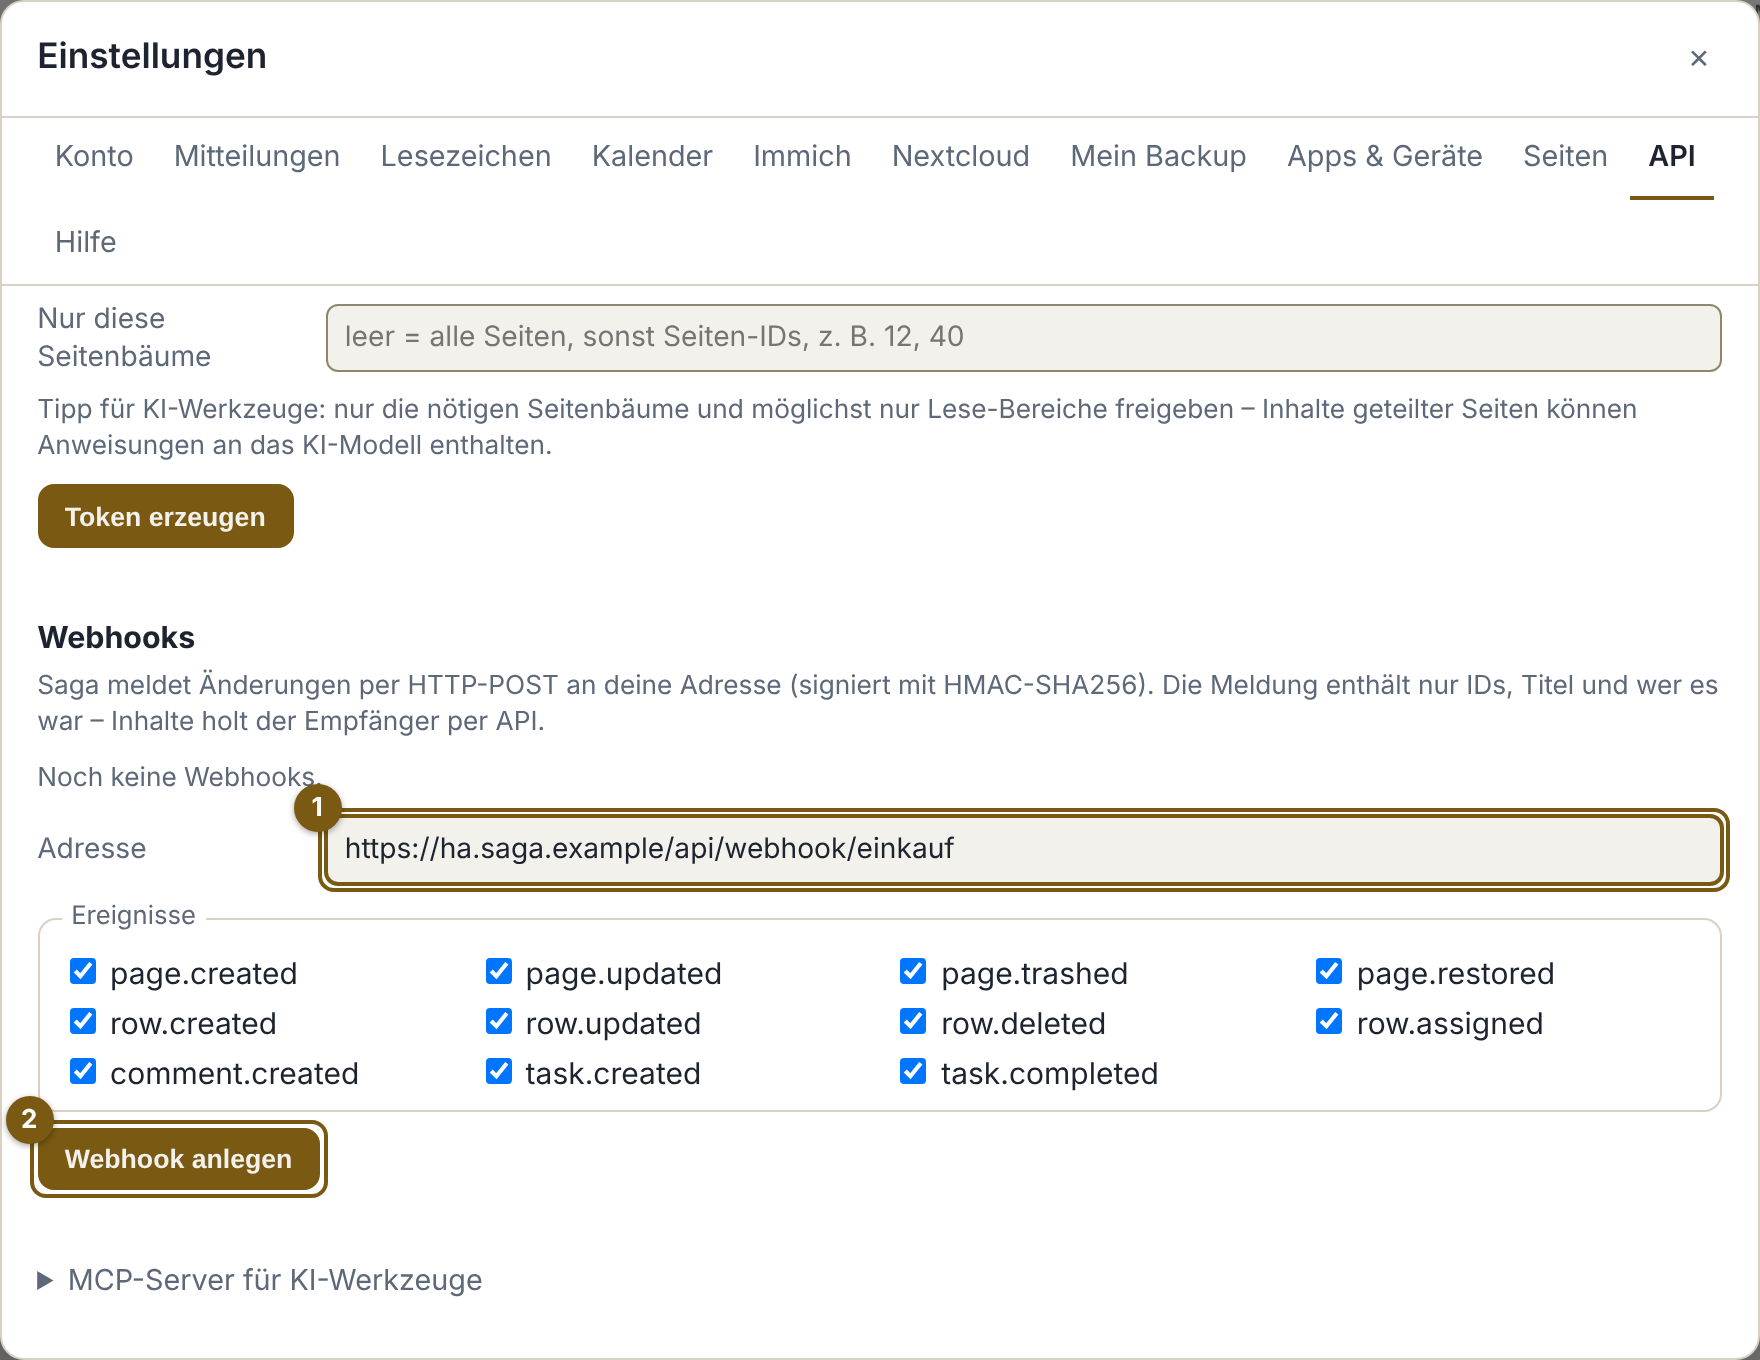 Einstellungen
×
Konto Mitteilungen Lesezeichen Kalender Immich Nextcloud Mein Backup Apps & Geräte Seiten API
Hilfe
Nur diese
Seitenbäume
leer = alle Seiten, sonst Seiten-IDs, z. B. 12, 40
Tipp für KI-Werkzeuge: nur die nötigen Seitenbäume und möglichst nur Lese-Bereiche freigeben – Inhalte geteilter Seiten können
Anweisungen an das KI-Modell enthalten.
Token erzeugen
Webhooks
Saga meldet Änderungen per HTTP-POST an deine Adresse (signiert mit HMAC-SHA256). Die Meldung enthält nur IDs, Titel und wer es
war – Inhalte holt der Empfänger per API.
Noch keine Webhooks.
1
Adresse https://ha.saga.example/api/webhook/einkauf
Ereignisse
page.created page.updated page.trashed page.restored
row.created row.updated row.deleted row.assigned
comment.created task.created task.completed
2
Webhook anlegen
MCP-Server für KI-Werkzeuge